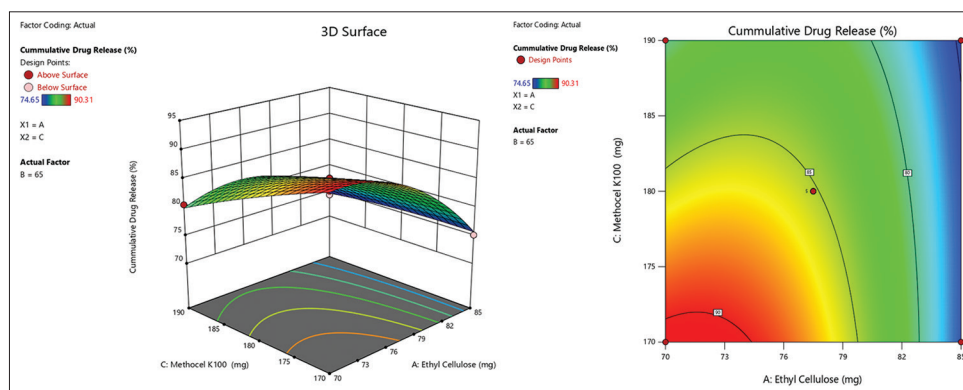 Factor Coding: Actual
3D Surface
Cummulative Drug Release (%)
Design Points:
Above Surface
Below Surface
74.65 90.31
X1 = A
X2 = C
Actual Factor
B = 65
Cummulative Drug Release (%)
95
90
85
80
75
70
190
185
180
175
170
C: Methocel K100 (mg)
70
73
76
79
82
85
A: Ethyl Cellulose (mg)
Factor Coding: Actual
Cummulative Drug Release (%)
Cummulative Drug Release (%)
Design Points
74.65 90.31
X1 = A
X2 = C
Actual Factor
B = 65
C: Methocel K100 (mg)
190
185
180
175
170
70
73
76
79
82
85
A: Ethyl Cellulose (mg)
85
80
90